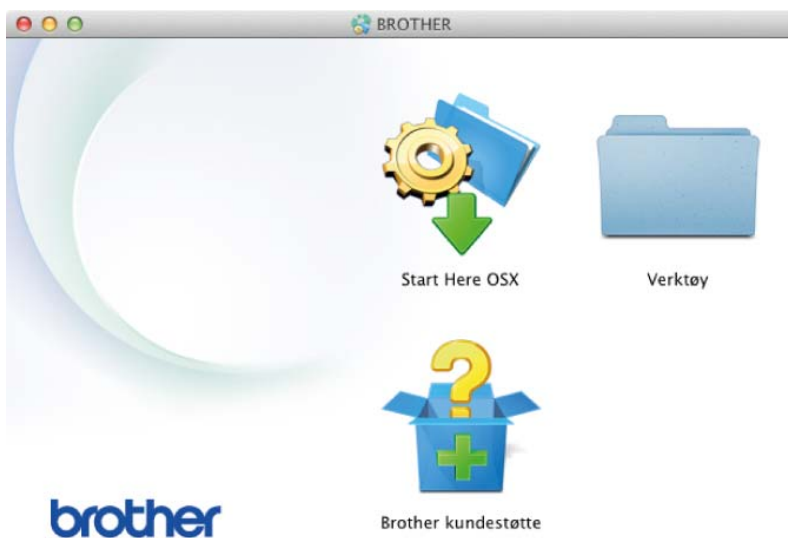 BROTHER
Start Here OSX
Verktøy
Brother kundestøtte
brother